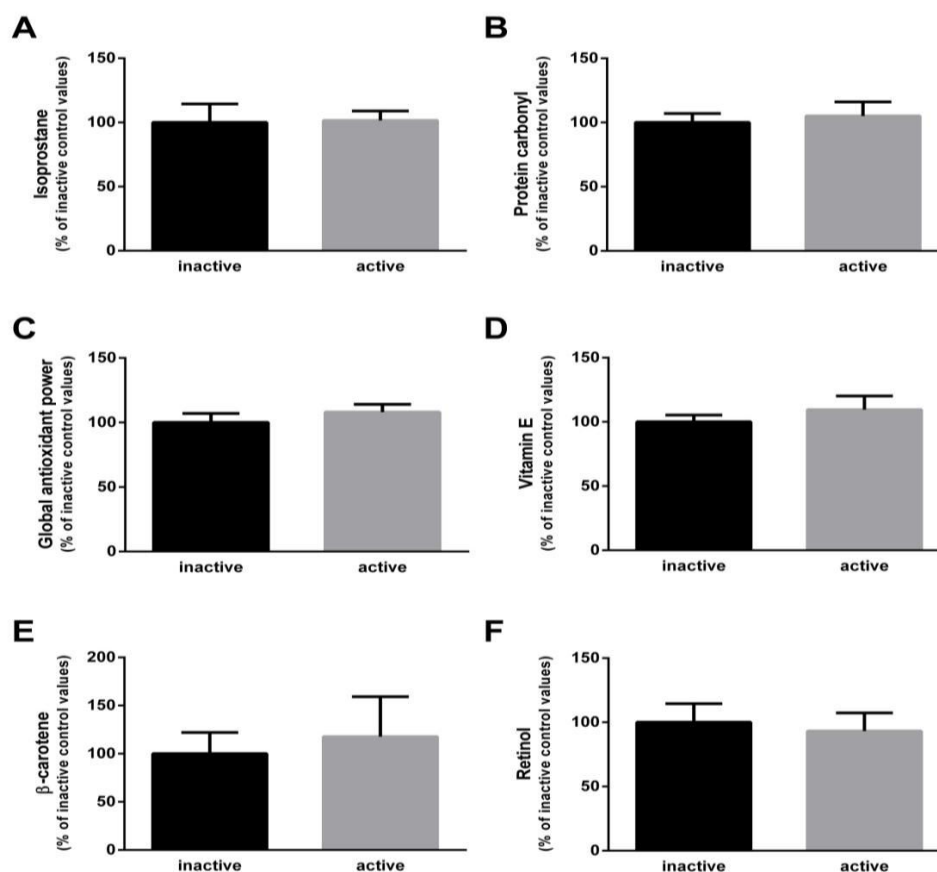 A
Isoprostane
(% of inactive control values)
150
100
50
0
inactive
active
B
Protein carbonyl
(% of inactive control values)
150
100
50
0
inactive
active
C
Global antioxidant power
(% of inactive control values)
150
100
50
0
inactive
active
D
Vitamin E
(% of inactive control values)
150
100
50
0
inactive
active
E
β-carotene
(% of inactive control values)
200
150
100
50
0
inactive
active
F
Retinol
(% of inactive control values)
150
100
50
0
inactive
active